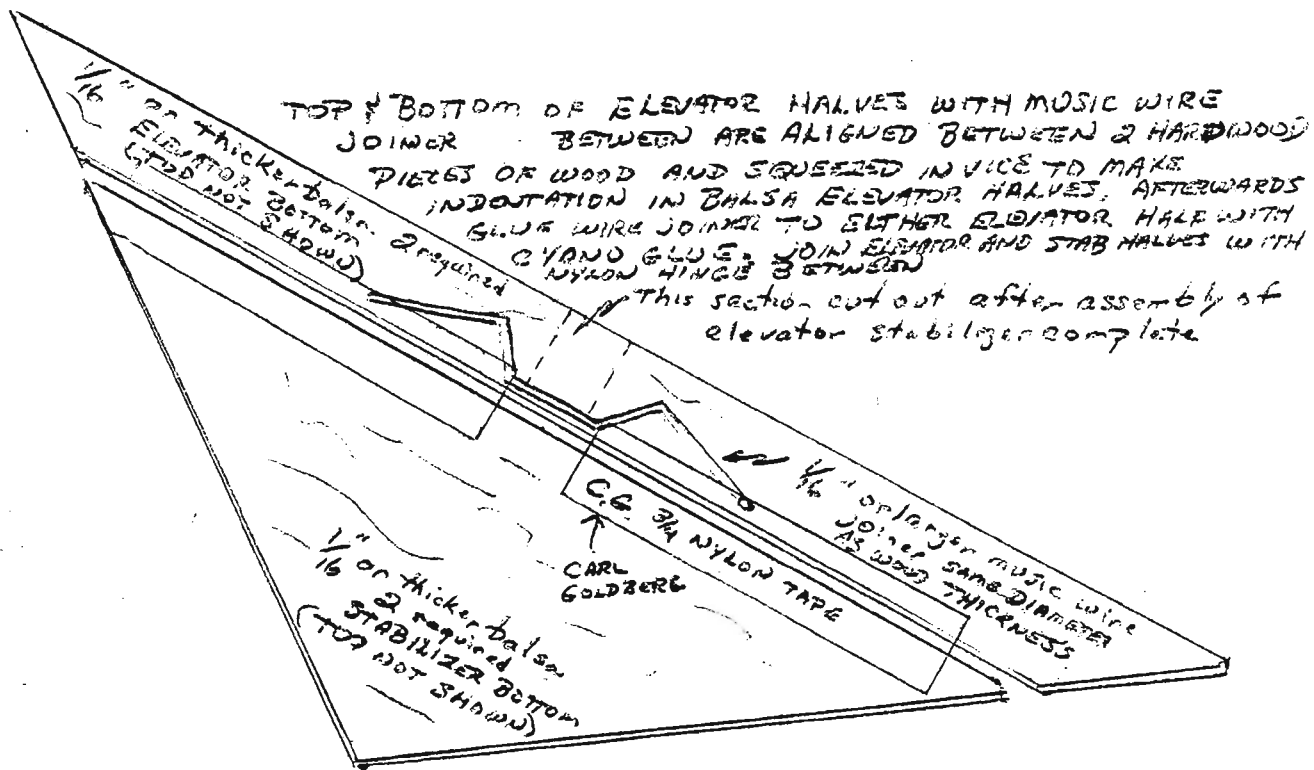 TOP & BOTTOM OF ELEVATOR HALVES WITH MUSIC WIRE
JOINER BETWEEN ARE ALIGNED BETWEEN 2 HARDWOOD
PIECES OF WOOD AND SQUEEZED IN VICE TO MAKE
INDENTATION IN BALSA ELEVATOR HALVES. AFTERWARDS
GLUE WIRE JOINER TO EITHER ELEVATOR HALF WITH
CYANO GLUE. JOIN ELEVATOR AND STAB HALVES WITH
NYLON HINGE BETWEEN
This section cut out after assembly of
elevator stabilizer complete
1/16" or thicker balsa. 2 required
ELEVATOR BOTTOM
(TOP NOT SHOWN)
1/16" or larger music wire
Joiner SAME DIAMETER
AS WOOD THICKNESS
C.G. 3/4 NYLON TAPE
CARL
GOLDBERG
1/16" or thicker balsa
2 required
STABILIZER BOTTOM
(TOP NOT SHOWN)